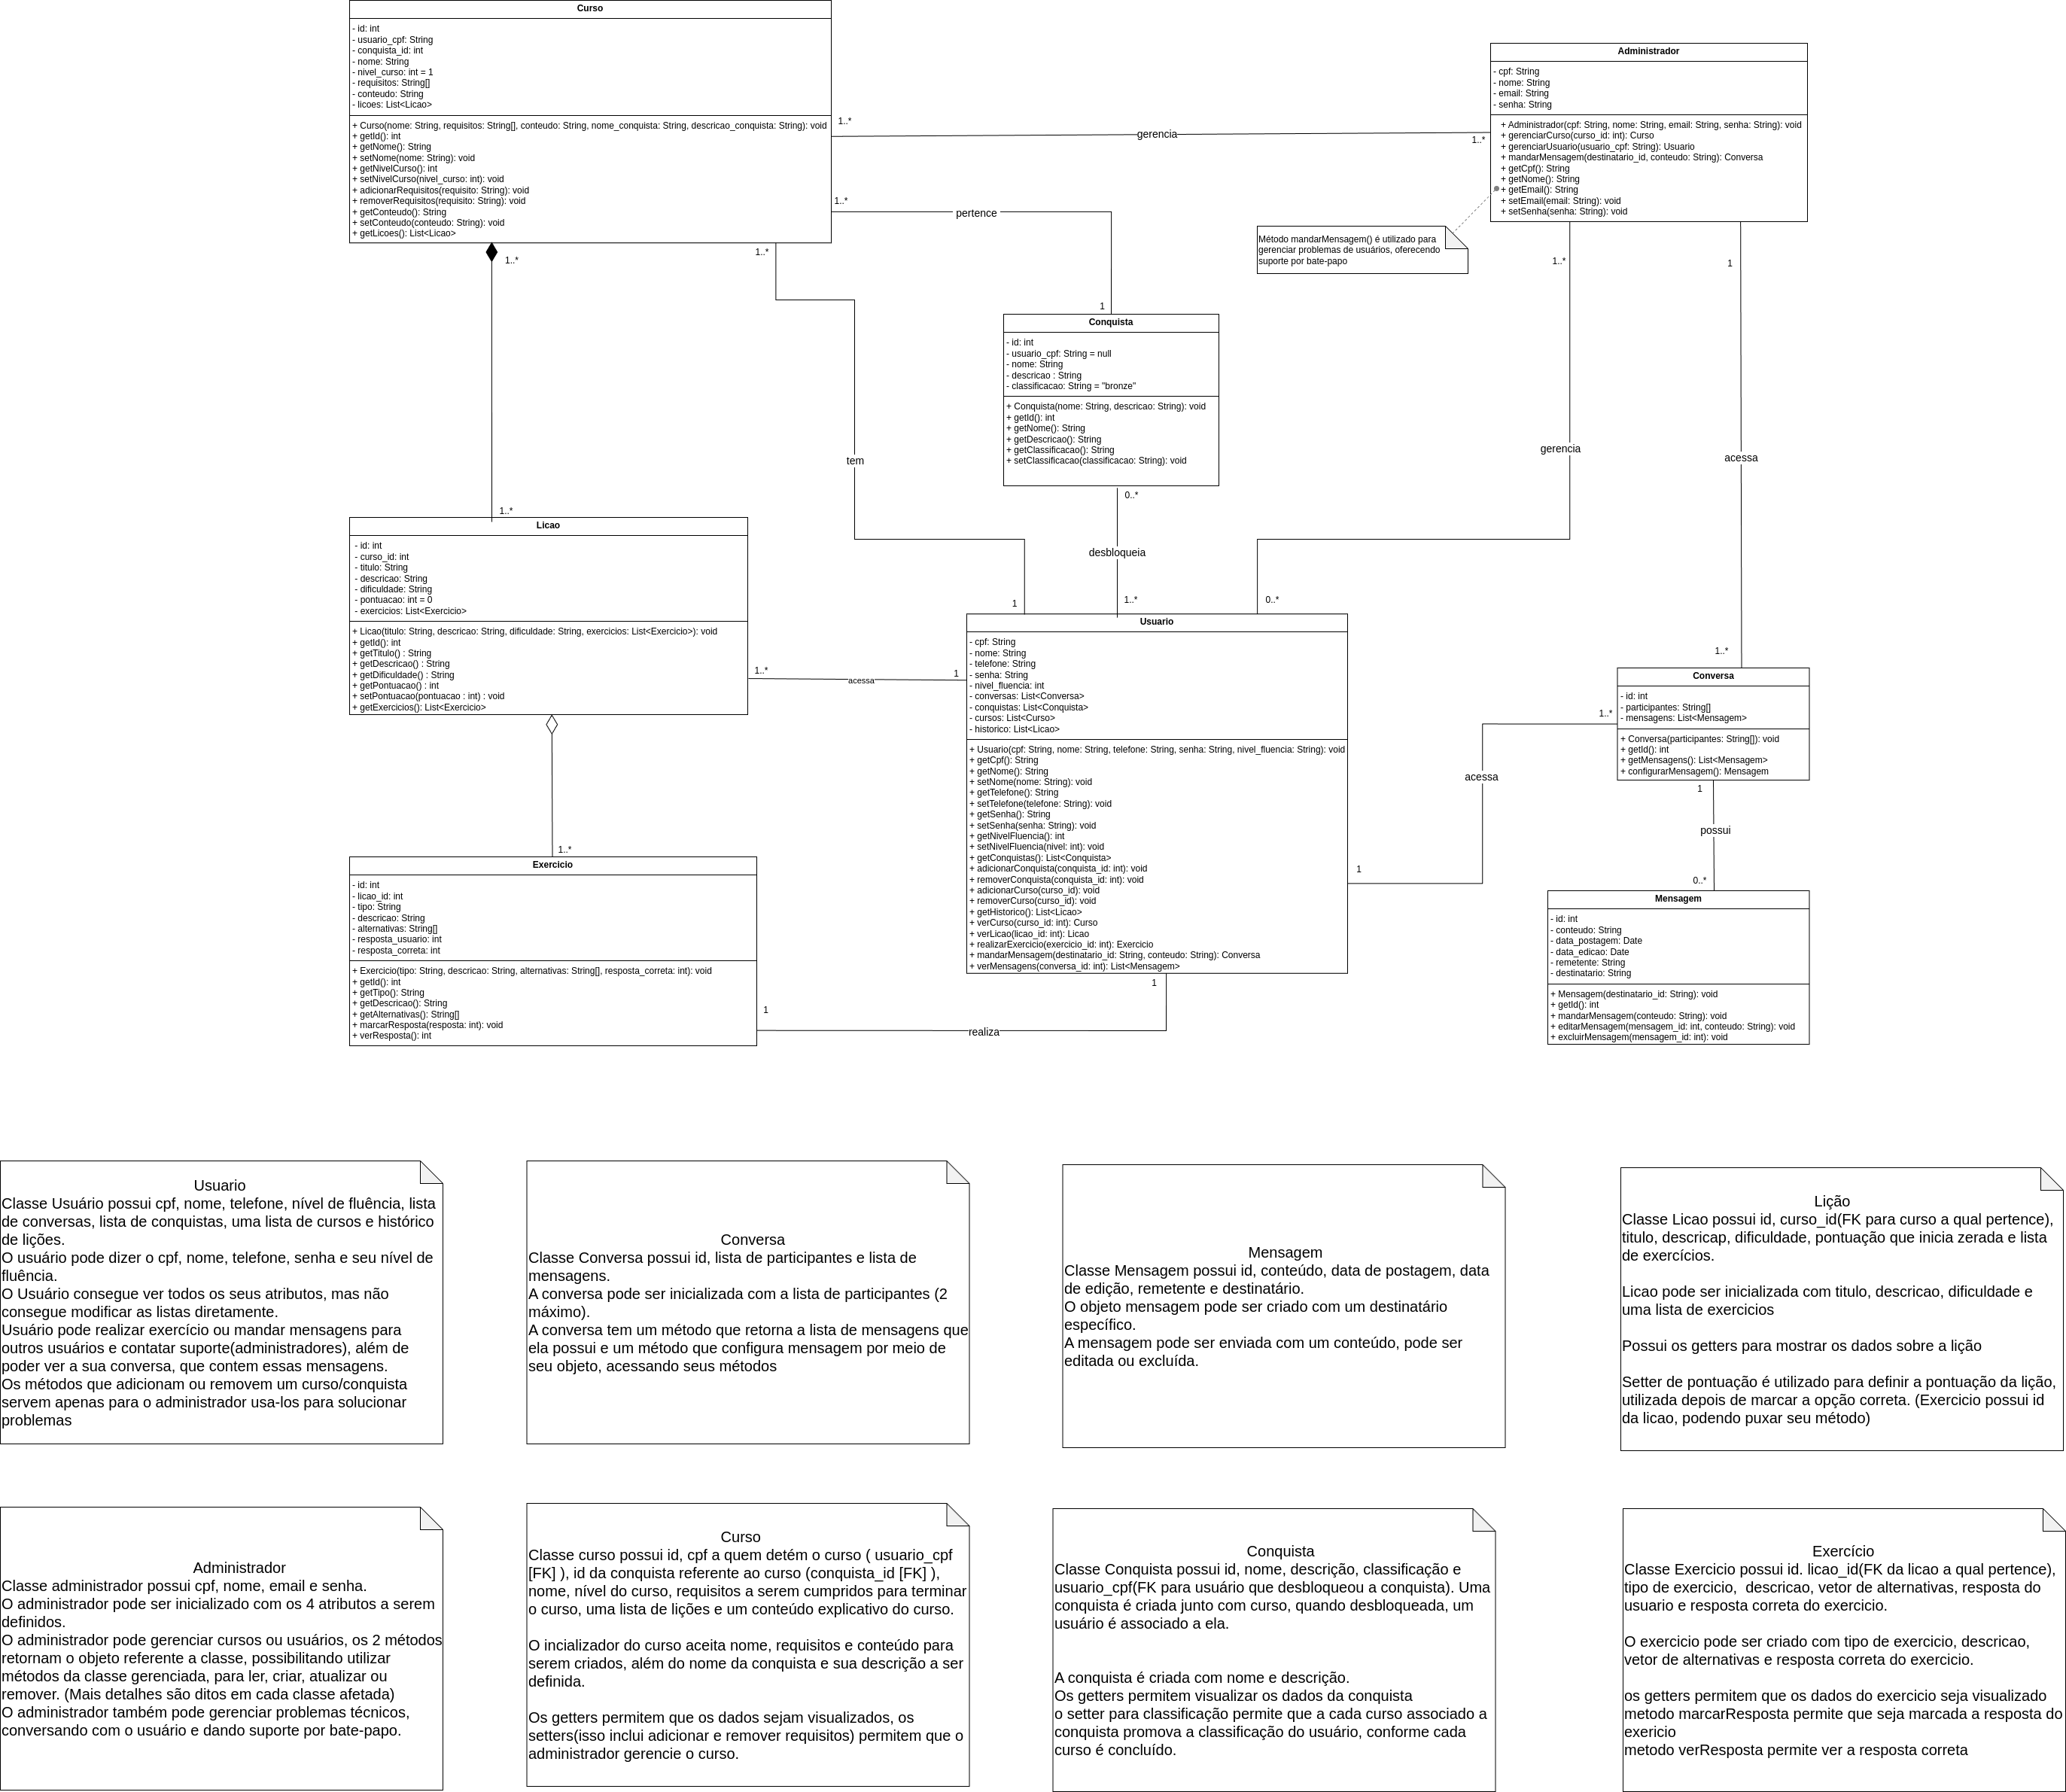 Curso
- id: int
- usuario_cpf: String
- conquista_id: int
- nome: String
- nivel_curso: int = 1
- requisitos: String[]
- conteudo: String
- licoes: List<Licao>
+ Curso(nome: String, requisitos: String[], conteudo: String, nome_conquista: String, descricao_conquista: String): void
+ getId(): int
+ getNome(): String
+ setNome(nome: String): void
+ getNivelCurso(): int
+ setNivelCurso(nivel_curso: int): void
+ adicionarRequisitos(requisito: String): void
+ removerRequisitos(requisito: String): void
+ getConteudo(): String
+ setConteudo(conteudo: String): void
+ getLicoes(): List<Licao>
1..*
gerencia
1..*
1..*
pertence
1
1..*
1..*
tem
1
1..*
Administrador
- cpf: String
- nome: String
- email: String
- senha: String
+ Administrador(cpf: String, nome: String, email: String, senha: String): void
+ gerenciarCurso(curso_id: int): Curso
+ gerenciarUsuario(usuario_cpf: String): Usuario
+ mandarMensagem(destinatario_id, conteudo: String): Conversa
+ getCpf(): String
+ getNome(): String
+ getEmail(): String
+ setEmail(email: String): void
+ setSenha(senha: String): void
Método mandarMensagem() é utilizado para
gerenciar problemas de usuários, oferecendo
suporte por bate-papo
1..*
gerencia
0..*
1
acessa
1..*
Conquista
- id: int
- usuario_cpf: String = null
- nome: String
- descricao : String
- classificacao: String = "bronze"
+ Conquista(nome: String, descricao: String): void
+ getId(): int
+ getNome(): String
+ getDescricao(): String
+ getClassificacao(): String
+ setClassificacao(classificacao: String): void
0..*
desbloqueia
1..*
Licao
- id: int
- curso_id: int
- titulo: String
- descricao: String
- dificuldade: String
- pontuacao: int = 0
- exercicios: List<Exercicio>
+ Licao(titulo: String, descricao: String, dificuldade: String, exercicios: List<Exercicio>): void
+ getId(): int
+ getTitulo() : String
+ getDescricao() : String
+ getDificuldade() : String
+ getPontuacao() : int
+ setPontuacao(pontuacao : int) : void
+ getExercicios(): List<Exercicio>
1..*
acessa
1
1..*
Usuario
- cpf: String
- nome: String
- telefone: String
- senha: String
- nivel_fluencia: int
- conversas: List<Conversa>
- conquistas: List<Conquista>
- cursos: List<Curso>
- historico: List<Licao>
+ Usuario(cpf: String, nome: String, telefone: String, senha: String, nivel_fluencia: String): void
+ getCpf(): String
+ getNome(): String
+ setNome(nome: String): void
+ getTelefone(): String
+ setTelefone(telefone: String): void
+ getSenha(): String
+ setSenha(senha: String): void
+ getNivelFluencia(): int
+ setNivelFluencia(nivel: int): void
+ getConquistas(): List<Conquista>
+ adicionarConquista(conquista_id: int): void
+ removerConquista(conquista_id: int): void
+ adicionarCurso(curso_id): void
+ removerCurso(curso_id): void
+ getHistorico(): List<Licao>
+ verCurso(curso_id: int): Curso
+ verLicao(licao_id: int): Licao
+ realizarExercicio(exercicio_id: int): Exercicio
+ mandarMensagem(destinatario_id: String, conteudo: String): Conversa
+ verMensagens(conversa_id: int): List<Mensagem>
1
acessa
1..*
Conversa
- id: int
- participantes: String[]
- mensagens: List<Mensagem>
+ Conversa(participantes: String[]): void
+ getId(): int
+ getMensagens(): List<Mensagem>
+ configurarMensagem(): Mensagem
1
possui
0..*
Mensagem
- id: int
- conteudo: String
- data_postagem: Date
- data_edicao: Date
- remetente: String
- destinatario: String
+ Mensagem(destinatario_id: String): void
+ getId(): int
+ mandarMensagem(conteudo: String): void
+ editarMensagem(mensagem_id: int, conteudo: String): void
+ excluirMensagem(mensagem_id: int): void
Exercicio
- id: int
- licao_id: int
- tipo: String
- descricao: String
- alternativas: String[]
- resposta_usuario: int
- resposta_correta: int
+ Exercicio(tipo: String, descricao: String, alternativas: String[], resposta_correta: int): void
+ getId(): int
+ getTipo(): String
+ getDescricao(): String
+ getAlternativas(): String[]
+ marcarResposta(resposta: int): void
+ verResposta(): int
1
realiza
1
Usuario
Classe Usuário possui cpf, nome, telefone, nível de fluência, lista
de conversas, lista de conquistas, uma lista de cursos e histórico
de lições.
O usuário pode dizer o cpf, nome, telefone, senha e seu nível de
fluência.
O Usuário consegue ver todos os seus atributos, mas não
consegue modificar as listas diretamente.
Usuário pode realizar exercício ou mandar mensagens para
outros usuários e contatar suporte(administradores), além de
poder ver a sua conversa, que contem essas mensagens.
Os métodos que adicionam ou removem um curso/conquista
servem apenas para o administrador usa-los para solucionar
problemas
Conversa
Classe Conversa possui id, lista de participantes e lista de
mensagens.
A conversa pode ser inicializada com a lista de participantes (2
máximo).
A conversa tem um método que retorna a lista de mensagens que
ela possui e um método que configura mensagem por meio de
seu objeto, acessando seus métodos
Mensagem
Classe Mensagem possui id, conteúdo, data de postagem, data
de edição, remetente e destinatário.
O objeto mensagem pode ser criado com um destinatário
específico.
A mensagem pode ser enviada com um conteúdo, pode ser
editada ou excluída.
Lição
Classe Licao possui id, curso_id(FK para curso a qual pertence),
titulo, descricap, dificuldade, pontuação que inicia zerada e lista
de exercícios.
Licao pode ser inicializada com titulo, descricao, dificuldade e
uma lista de exercicios
Possui os getters para mostrar os dados sobre a lição
Setter de pontuação é utilizado para definir a pontuação da lição,
utilizada depois de marcar a opção correta. (Exercicio possui id
da licao, podendo puxar seu método)
Administrador
Classe administrador possui cpf, nome, email e senha.
O administrador pode ser inicializado com os 4 atributos a serem
definidos.
O administrador pode gerenciar cursos ou usuários, os 2 métodos
retornam o objeto referente a classe, possibilitando utilizar
métodos da classe gerenciada, para ler, criar, atualizar ou
remover. (Mais detalhes são ditos em cada classe afetada)
O administrador também pode gerenciar problemas técnicos,
conversando com o usuário e dando suporte por bate-papo.
Curso
Classe curso possui id, cpf a quem detém o curso ( usuario_cpf
[FK] ), id da conquista referente ao curso (conquista_id [FK] ),
nome, nível do curso, requisitos a serem cumpridos para terminar
o curso, uma lista de lições e um conteúdo explicativo do curso.
O incializador do curso aceita nome, requisitos e conteúdo para
serem criados, além do nome da conquista e sua descrição a ser
definida.
Os getters permitem que os dados sejam visualizados, os
setters(isso inclui adicionar e remover requisitos) permitem que o
administrador gerencie o curso.
Conquista
Classe Conquista possui id, nome, descrição, classificação e
usuario_cpf(FK para usuário que desbloqueou a conquista). Uma
conquista é criada junto com curso, quando desbloqueada, um
usuário é associado a ela.
A conquista é criada com nome e descrição.
Os getters permitem visualizar os dados da conquista
o setter para classificação permite que a cada curso associado a
conquista promova a classificação do usuário, conforme cada
curso é concluído.
Exercício
Classe Exercicio possui id. licao_id(FK da licao a qual pertence),
tipo de exercicio,  descricao, vetor de alternativas, resposta do
usuario e resposta correta do exercicio.
O exercicio pode ser criado com tipo de exercicio, descricao,
vetor de alternativas e resposta correta do exercicio.
os getters permitem que os dados do exercicio seja visualizado
metodo marcarResposta permite que seja marcada a resposta do
exericio
metodo verResposta permite ver a resposta correta